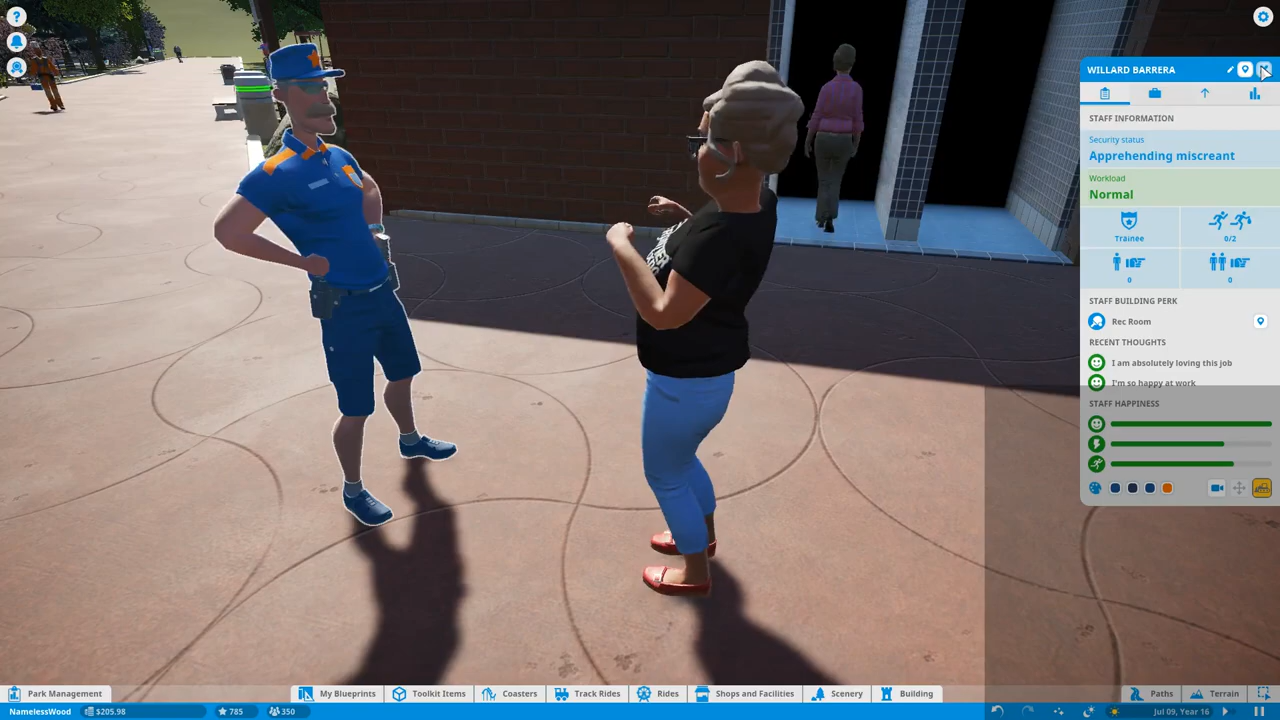 ?
WILLARD BARRERA
STAFF INFORMATION
Security status
Apprehending miscreant
Workload
Normal
Trainee
0/2
0
0
STAFF BUILDING PERK
Rec Room
RECENT THOUGHTS
I am absolutely loving this job
I'm so happy at work
STAFF HAPPINESS
Park Management
My Blueprints
Toolkit Items
Coasters
Track Rides
Rides
Shops and Facilities
Scenery
Building
Paths
Terrain
NamelessWood
$205.98
785
350
Jul 09, Year 16